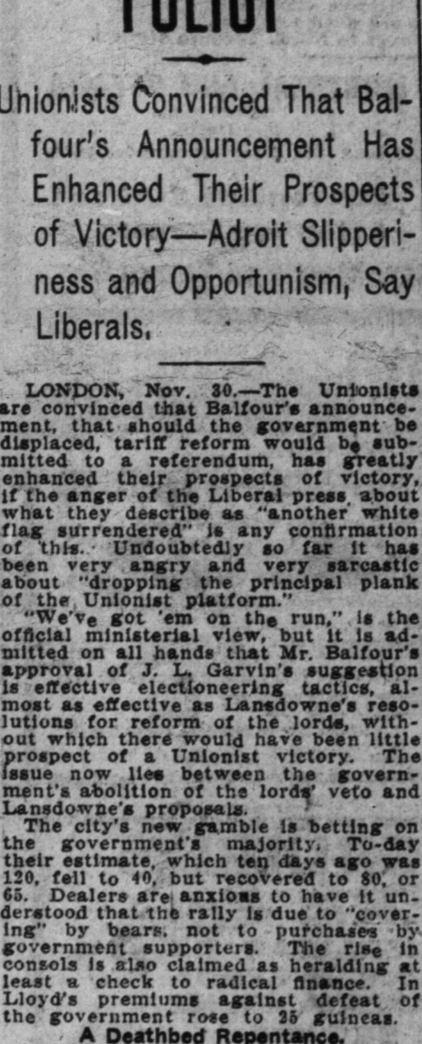 Unionists Convinced That Bal-
four's Announcement Has
Enhanced Their Prospects
of Victory—Adroit Slipperi-
ness and Opportunism, Say
Liberals.
LONDON, Nov. 30.—The Unionists
are convinced that Balfour's announce-
ment, that should the government be
displaced, tariff reform would be sub-
mitted to a referendum, has greatly
enhanced their prospects of victory,
if the anger of the Liberal press about
what they describe as "another white
flag surrendered" is any confirmation
of this. Undoubtedly so far it has
been very angry and very sarcastic
about "dropping the principal plank
of the Unionist platform."
"We've got 'em on the run," is the
official ministerial view, but it is ad-
mitted on all hands that Mr. Balfour's
approval of J. L. Garvin's suggestion
is effective electioneering tactics, al-
most as effective as Lansdowne's reso-
lutions for reform of the lords, with-
out which there would have been little
prospect of a Unionist victory. The
issue now lies between the govern-
ment's abolition of the lords' veto and
Lansdowne's proposals.
The city's new gamble is betting on
the government's majority. To-day
their estimate, which ten days ago was
120, fell to 40, but recovered to 80, or
65. Dealers are anxious to have it un-
derstood that the rally is due to "cover-
ing" by bears, not to purchases by
government supporters. The rise in
consols is also claimed as heralding at
least a check to radical finance. In
Lloyd's premiums against defeat of
the government rose to 25 guineas.
A Deathbed Repentance.